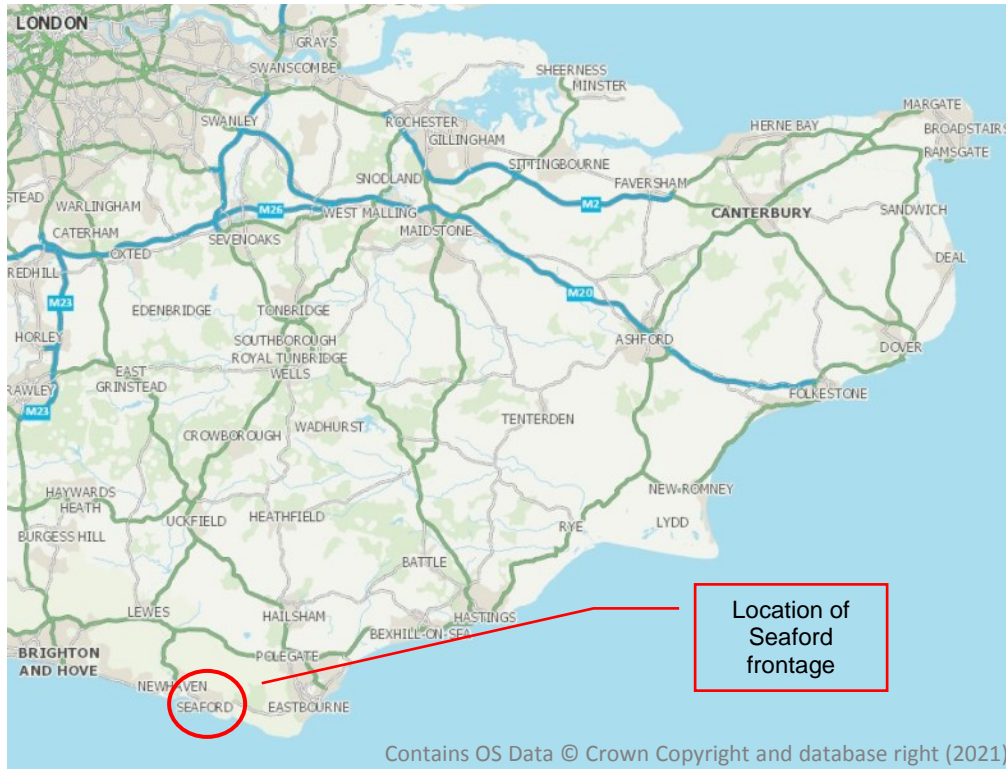 LONDON
GRAYS
SWANSCOMBE
SHEERNESS
MINSTER
MARGATE
SWANLEY
ROCHESTER
GILLINGHAM
HERNE BAY
BROADSTAIRS
RAMSGATE
SITTINGBOURNE
SNODLAND
FAVERSHAM
STEAD
WARLINGHAM
M26
WEST MALLING
M2
CANTERBURY
SANDWICH
CATERHAM
SEVENOAKS
MAIDSTONE
OXTED
REDHILL
DEAL
M23
EDENBRIDGE
TONBRIDGE
M20
HORLEY
SOUTHBOROUGH
ROYAL TUNBRIDGE
WELLS
ASHFORD
DOVER
EAST
GRINSTEAD
RAWLEY
M23
FOLKESTONE
TENTERDEN
CROWBOROUGH
WADHURST
HAYWARDS
HEATH
NEW ROMNEY
UCKFIELD
HEATHFIELD
RYE
LYDD
BURGESS HILL
BATTLE
LEWES
HAILSHAM
HASTINGS
BEXHILL-ON-SEA
BRIGHTON
AND HOVE
POLEGATE
NEWHAVEN
SEAFORD
EASTBOURNE
Location of
Seaford
frontage
Contains OS Data © Crown Copyright and database right (2021)